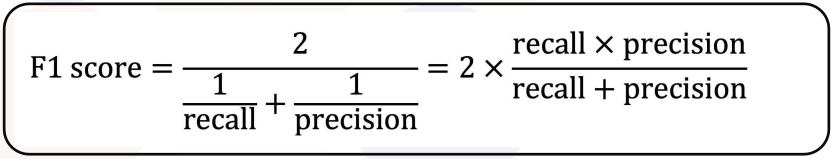 F1 score = 2 / (1/recall + 1/precision) = 2 × (recall × precision) / (recall + precision)